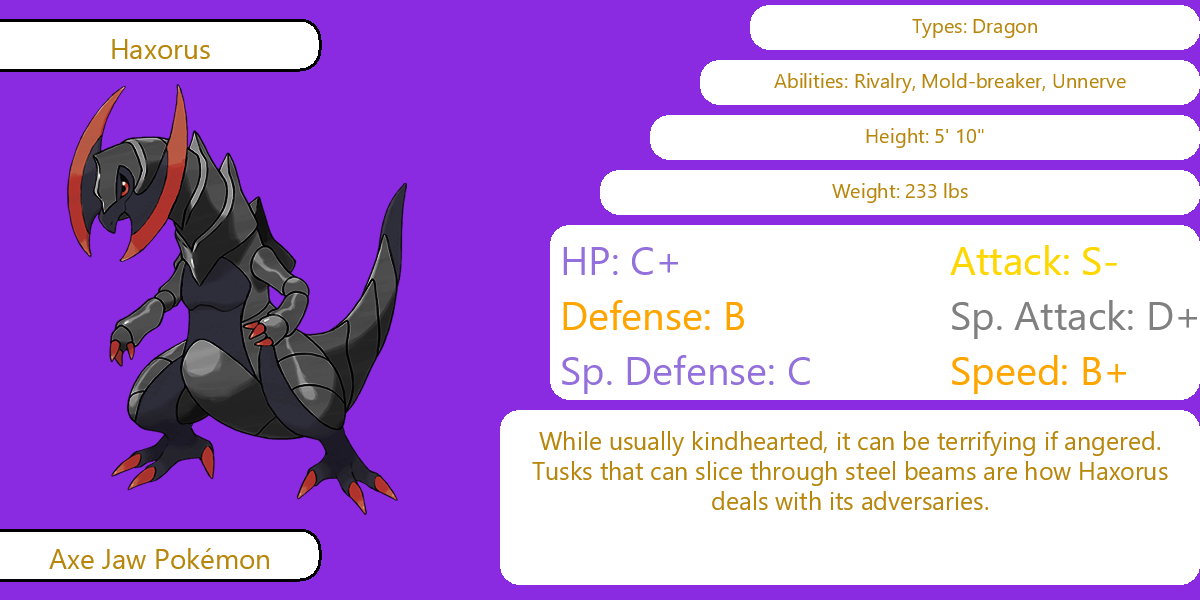 Haxorus
Types: Dragon
Abilities: Rivalry, Mold-breaker, Unnerve
Height: 5' 10"
Weight: 233 lbs
HP: C+
Attack: S-
Defense: B
Sp. Attack: D+
Sp. Defense: C
Speed: B+
While usually kindhearted, it can be terrifying if angered.
Tusks that can slice through steel beams are how Haxorus
deals with its adversaries.
Axe Jaw Pokémon